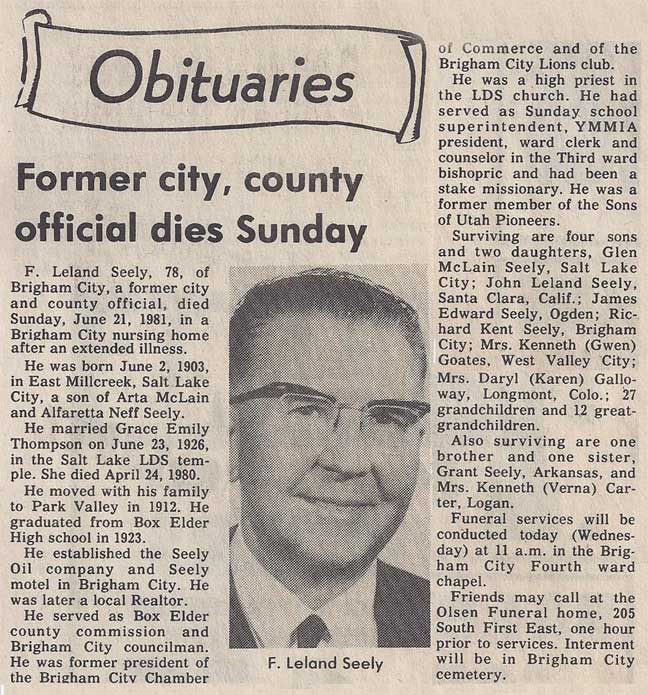 Obituaries
Former city, county
official dies Sunday
F. Leland Seely, 78, of
Brigham City, a former city
and county official, died
Sunday, June 21, 1981, in a
Brigham City nursing home
after an extended illness.
He was born June 2, 1903,
in East Millcreek, Salt Lake
City, a son of Arta McLain
and Alfaretta Neff Seely.
He married Grace Emily
Thompson on June 23, 1926,
in the Salt Lake LDS tem-
ple. She died April 24, 1980.
He moved with his family
to Park Valley in 1912. He
graduated from Box Elder
High school in 1923.
He established the Seely
Oil company and Seely
motel in Brigham City. He
was later a local Realtor.
He served as Box Elder
county commission and
Brigham City councilman.
He was former president of
the Brigham City Chamber
F. Leland Seely
of Commerce and of the
Brigham City Lions club.
He was a high priest in
the LDS church. He had
served as Sunday school
superintendent, YMMIA
president, ward clerk and
counselor in the Third ward
bishopric and had been a
stake missionary. He was a
former member of the Sons
of Utah Pioneers.
Surviving are four sons
and two daughters, Glen
McLain Seely, Salt Lake
City; John Leland Seely,
Santa Clara, Calif.; James
Edward Seely, Ogden; Ric-
hard Kent Seely, Brigham
City; Mrs. Kenneth (Gwen)
Goates, West Valley City;
Mrs. Daryl (Karen) Gallo-
way, Longmont, Colo.; 27
grandchildren and 12 great-
grandchildren.
Also surviving are one
brother and one sister,
Grant Seely, Arkansas, and
Mrs. Kenneth (Verna) Car-
ter, Logan.
Funeral services will be
conducted today (Wednes-
day) at 11 a.m. in the Brig-
ham City Fourth ward
chapel.
Friends may call at the
Olsen Funeral home, 205
South First East, one hour
prior to services. Interment
will be in Brigham City
cemetery.